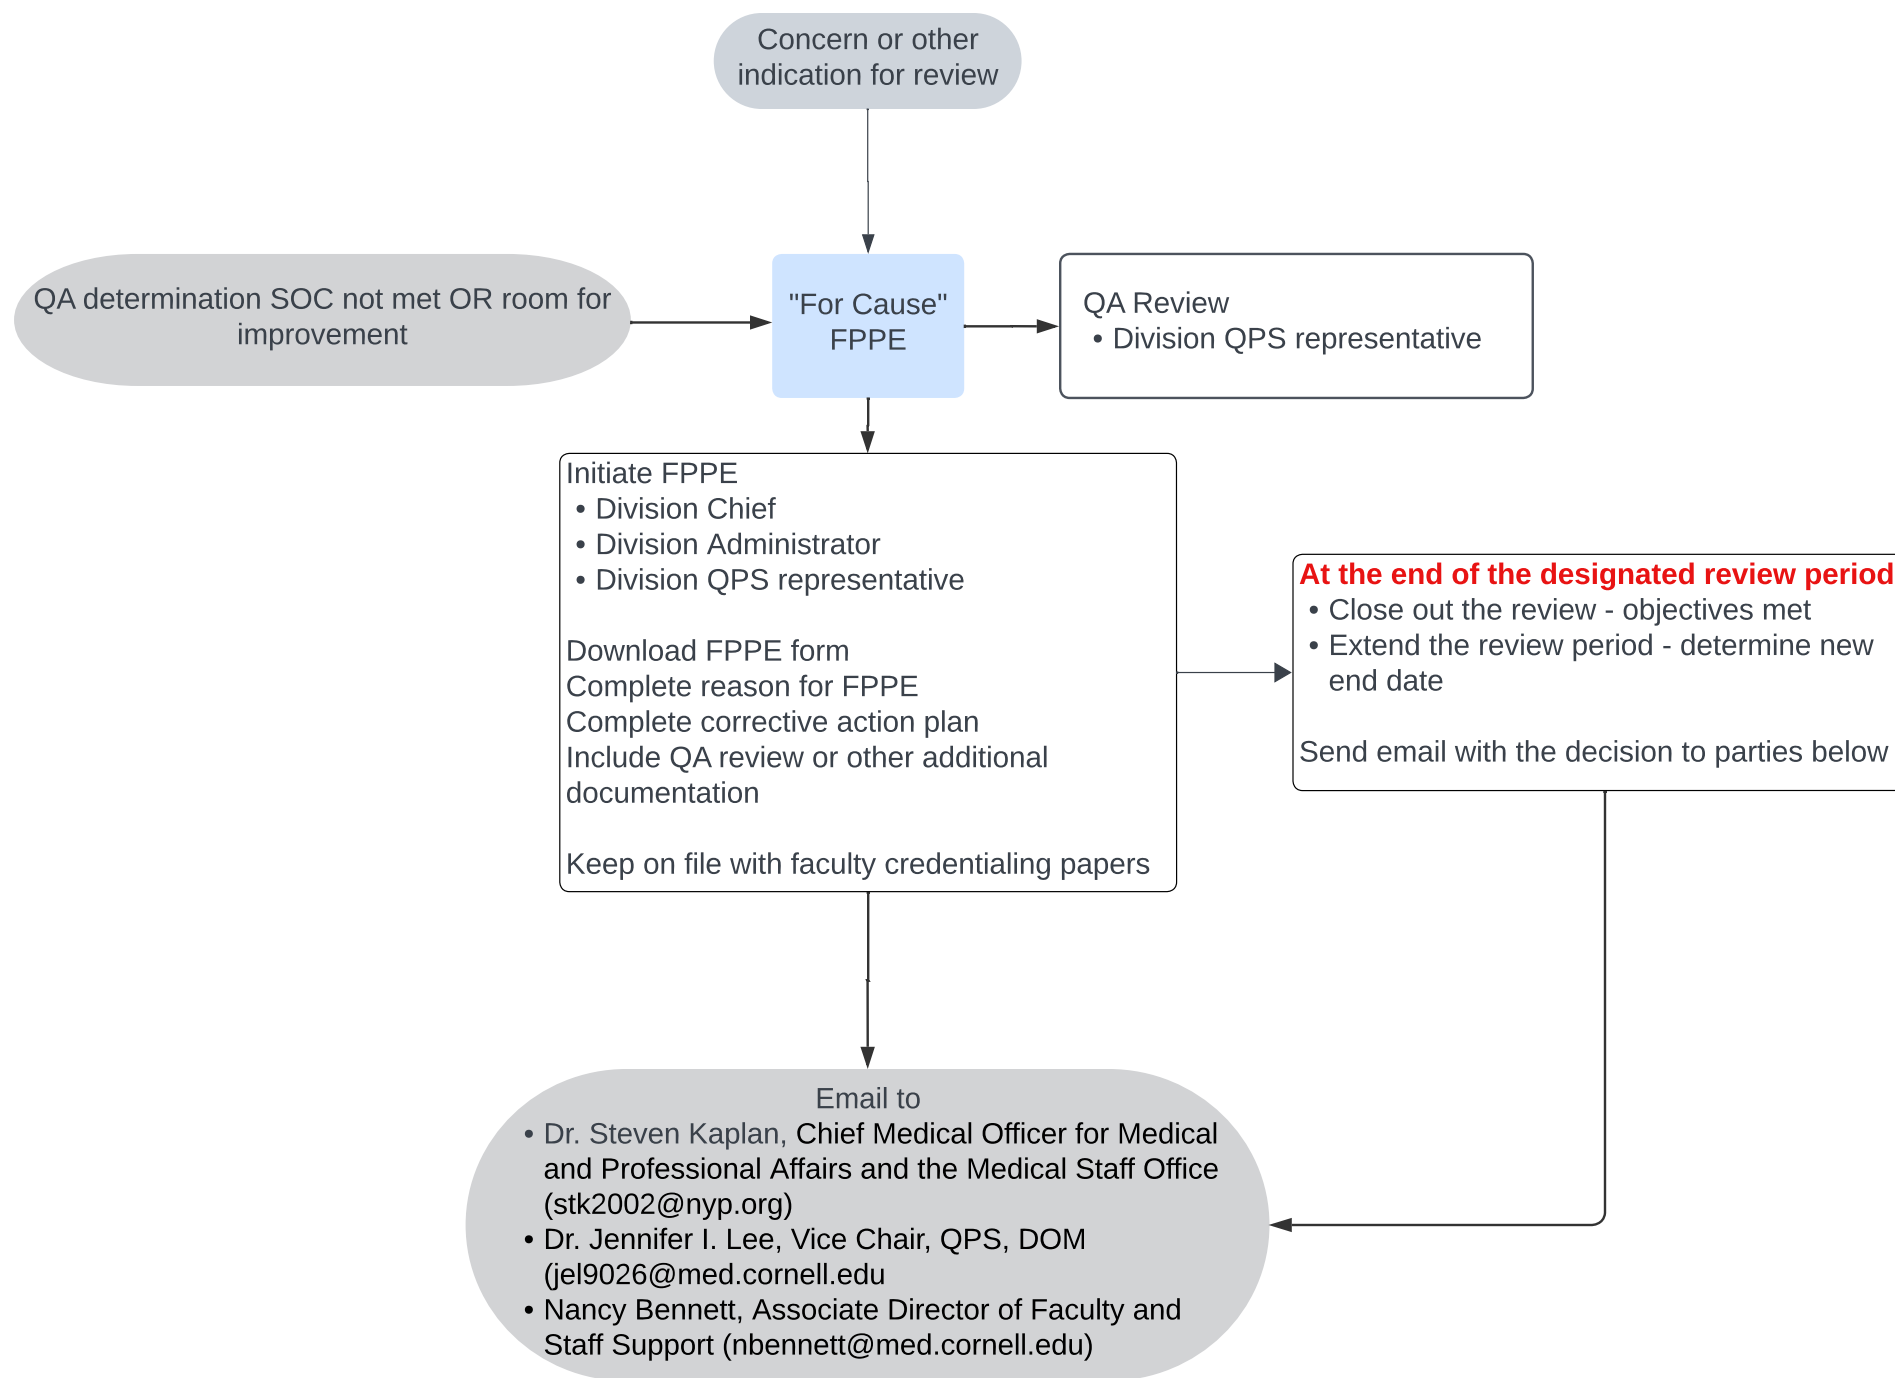 Concern or other
indication for review
QA determination SOC not met OR room for
improvement
"For Cause"
FPPE
QA Review
• Division QPS representative
Initiate FPPE
• Division Chief
• Division Administrator
• Division QPS representative
Download FPPE form
Complete reason for FPPE
Complete corrective action plan
Include QA review or other additional
documentation
Keep on file with faculty credentialing papers
At the end of the designated review period
• Close out the review - objectives met
• Extend the review period - determine new
end date
Send email with the decision to parties below
Email to
• Dr. Steven Kaplan, Chief Medical Officer for Medical
and Professional Affairs and the Medical Staff Office
(stk2002@nyp.org)
• Dr. Jennifer I. Lee, Vice Chair, QPS, DOM
(jel9026@med.cornell.edu
• Nancy Bennett, Associate Director of Faculty and
Staff Support (nbennett@med.cornell.edu)